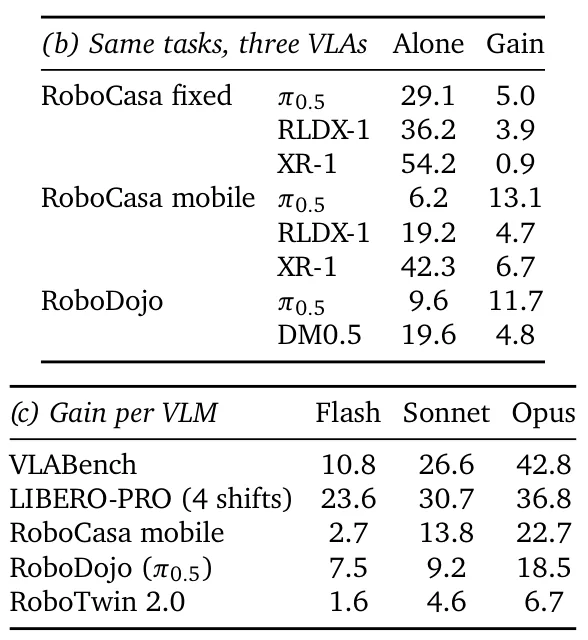 (b) Same tasks, three VLAs Alone Gain
RoboCasa fixed π0.5 29.1 5.0
RLDX-1 36.2 3.9
XR-1 54.2 0.9
RoboCasa mobile π0.5 6.2 13.1
RLDX-1 19.2 4.7
XR-1 42.3 6.7
RoboDojo π0.5 9.6 11.7
DM0.5 19.6 4.8
(c) Gain per VLM Flash Sonnet Opus
VLABench 10.8 26.6 42.8
LIBERO-PRO (4 shifts) 23.6 30.7 36.8
RoboCasa mobile 2.7 13.8 22.7
RoboDojo (π0.5) 7.5 9.2 18.5
RoboTwin 2.0 1.6 4.6 6.7